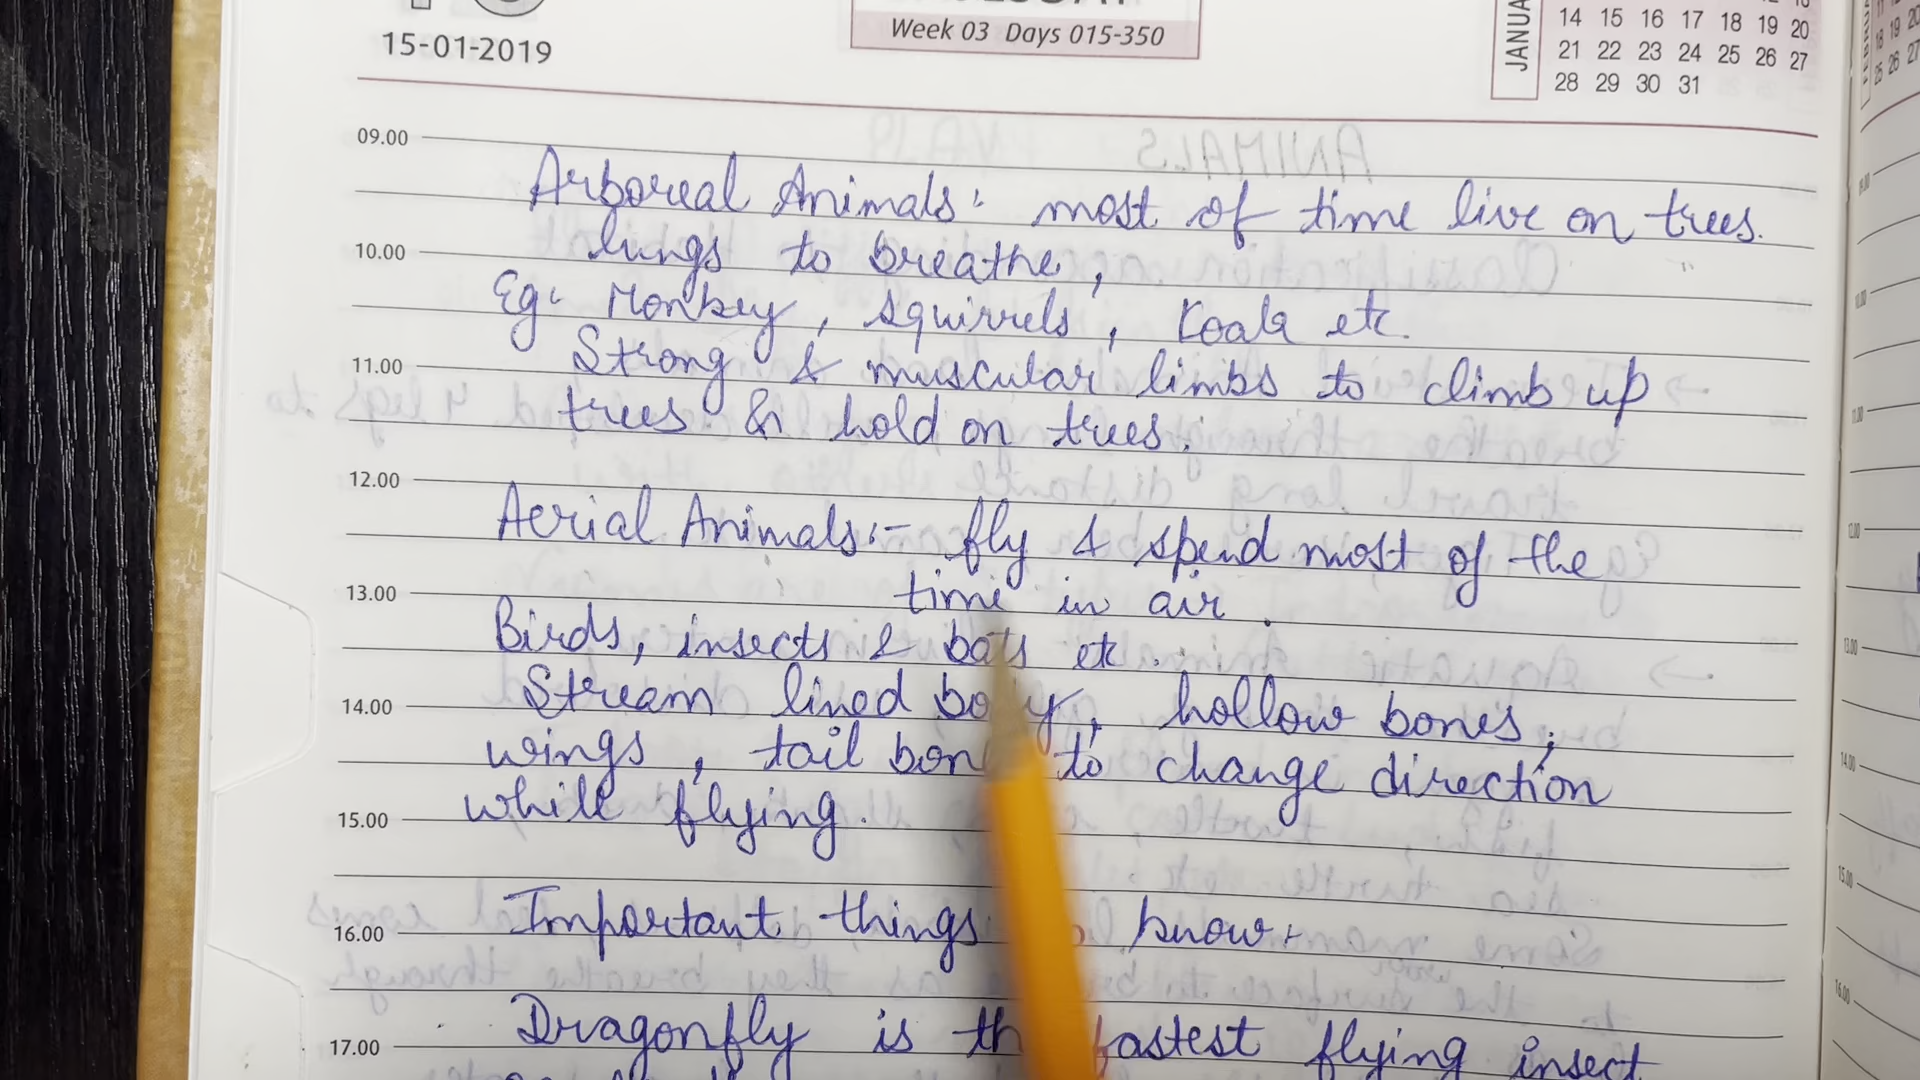 15-01-2019
Week 03 Days 015-350
JANUA
14 15 16 17 18 19 20
21 22 23 24 25 26 27
28 29 30 31
09.00
Arboreal Animals: most of time live on trees.
10.00 lungs to breathe,
Eg: Monkey, squirrels, Koala etc.
11.00 Strong & muscular limbs to climb up
trees & hold on trees.
12.00
Aerial Animals:- fly & spend most of the
13.00 time in air.
Birds, insects & bats etc.
14.00 Stream lined body, hollow bones,
wings, tail to change direction
15.00 while flying.
16.00 Important things know:
17.00 Dragonfly is fastest flying insect